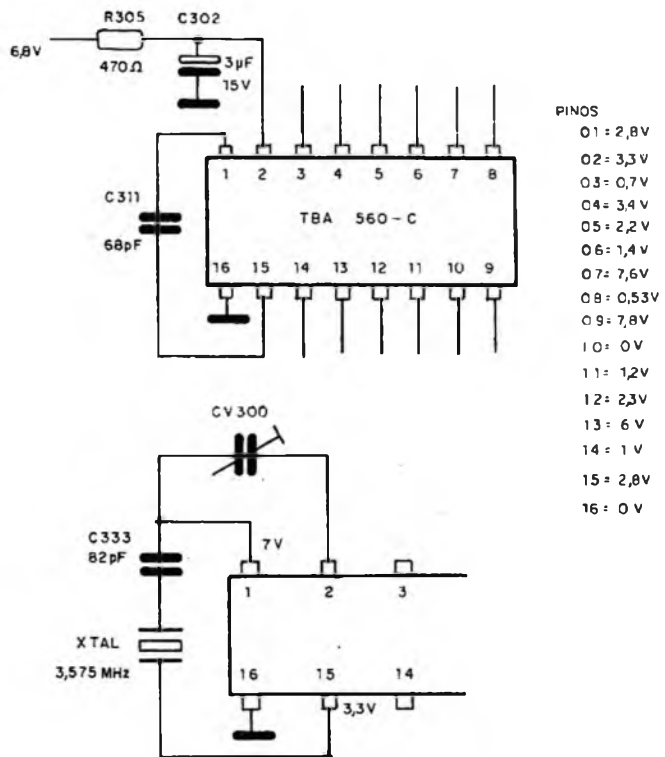 R305
C302
6,8V
470Ω
3µF
15V
1 2 3 4 5 6 7 8
C311
68pF
TBA 560-C
16 15 14 13 12 11 10 9
PINOS
01 = 2,8V
02 = 3,3V
03 = 0,7V
04 = 3,4V
05 = 2,2V
06 = 1,4V
07 = 7,6V
08 = 0,53V
09 = 7,8V
10 = 0V
11 = 1,2V
12 = 2,3V
13 = 6 V
14 = 1 V
15 = 2,8V
16 = 0 V
CV300
C333
82pF
7V
1 2 3
XTAL
3,575 MHz
16 15 14
3,3V